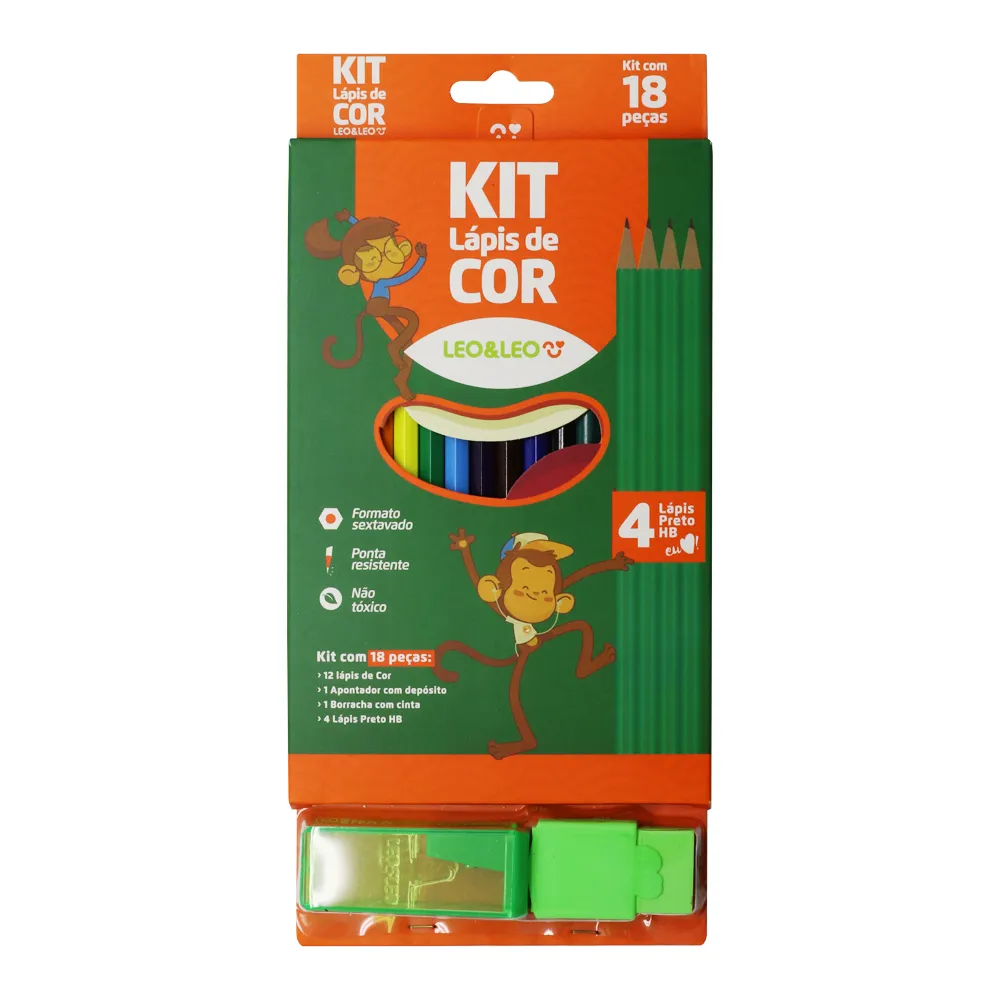 KIT
Lápis de
COR
LEO&LEO
Kit com
18
peças
KIT
Lápis de
COR
LEO&LEO
Formato
sextavado
Ponta
resistente
Não
tóxico
4 Lápis
Preto
HB
eu
Kit com 18 peças:
› 12 lápis de Cor
› 1 Apontador com depósito
› 1 Borracha com cinta
› 4 Lápis Preto HB